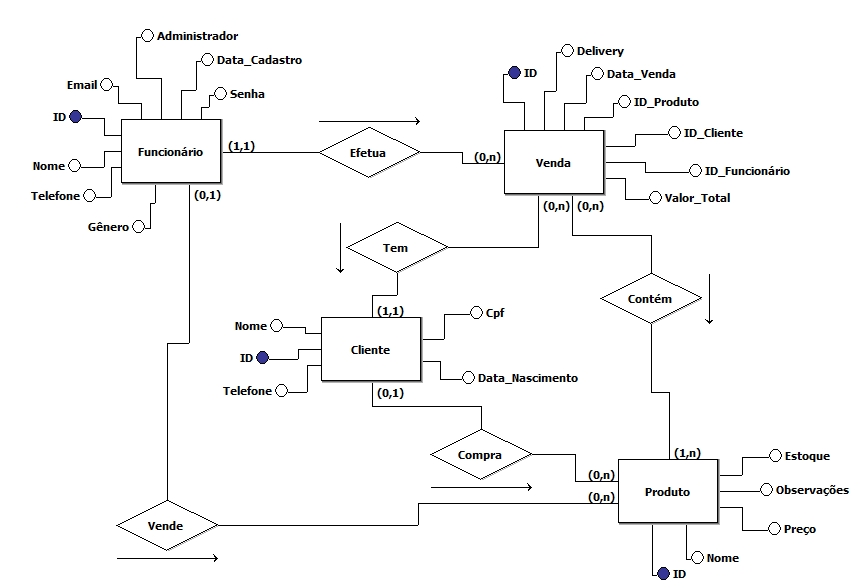 Administrador
Data_Cadastro
Email
Senha
ID
Funcionário
Nome
Telefone
Gênero
(1,1)
(0,1)
Efetua
(0,n)
Delivery
ID
Data_Venda
ID_Produto
ID_Cliente
Venda
ID_Funcionário
Valor_Total
(0,n)
(0,n)
Tem
Contém
(1,1)
Nome
Cpf
ID
Cliente
Telefone
Data_Nascimento
(0,1)
Compra
(0,n)
(0,n)
(1,n)
Estoque
Produto
Observações
Preço
Nome
ID
Vende